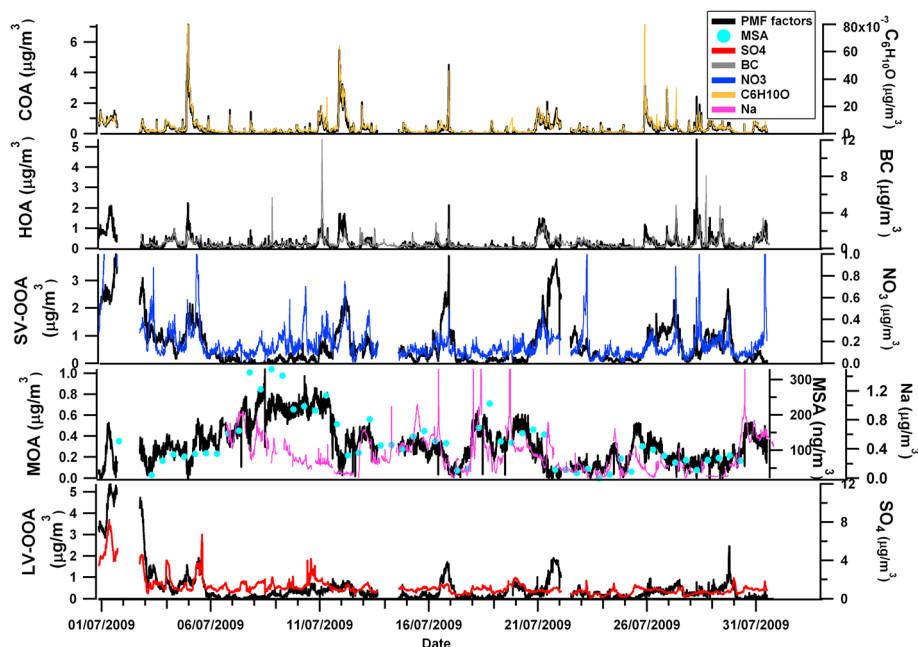 PMF factors
MSA
SO4
BC
NO3
C6H10O
Na
COA (μg/m³)
6
4
2
0
80x10⁻³
60
40
20
0
C₆H₁₀O (μg/m³)
HOA (μg/m³)
5
4
3
2
1
0
12
8
4
0
BC (μg/m³)
SV-OOA (μg/m³)
3
2
1
0
1.0
0.8
0.6
0.4
0.2
0.0
NO₃ (μg/m³)
MOA (μg/m³)
1.0
0.8
0.6
0.4
0.2
0.0
300
200
100
MSA (ng/m³)
1.2
0.8
0.4
0.0
Na (μg/m³)
LV-OOA (μg/m³)
5
4
3
2
1
0
12
8
4
0
SO₄ (μg/m³)
01/07/2009 06/07/2009 11/07/2009 16/07/2009 21/07/2009 26/07/2009 31/07/2009
Date